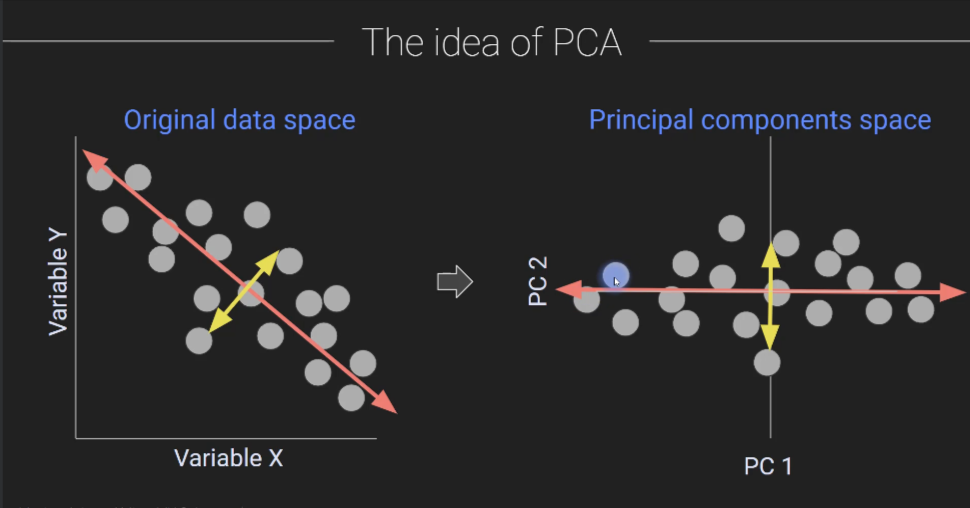 The idea of PCA
Original data space
Principal components space
Variable Y
Variable X
PC 2
PC 1